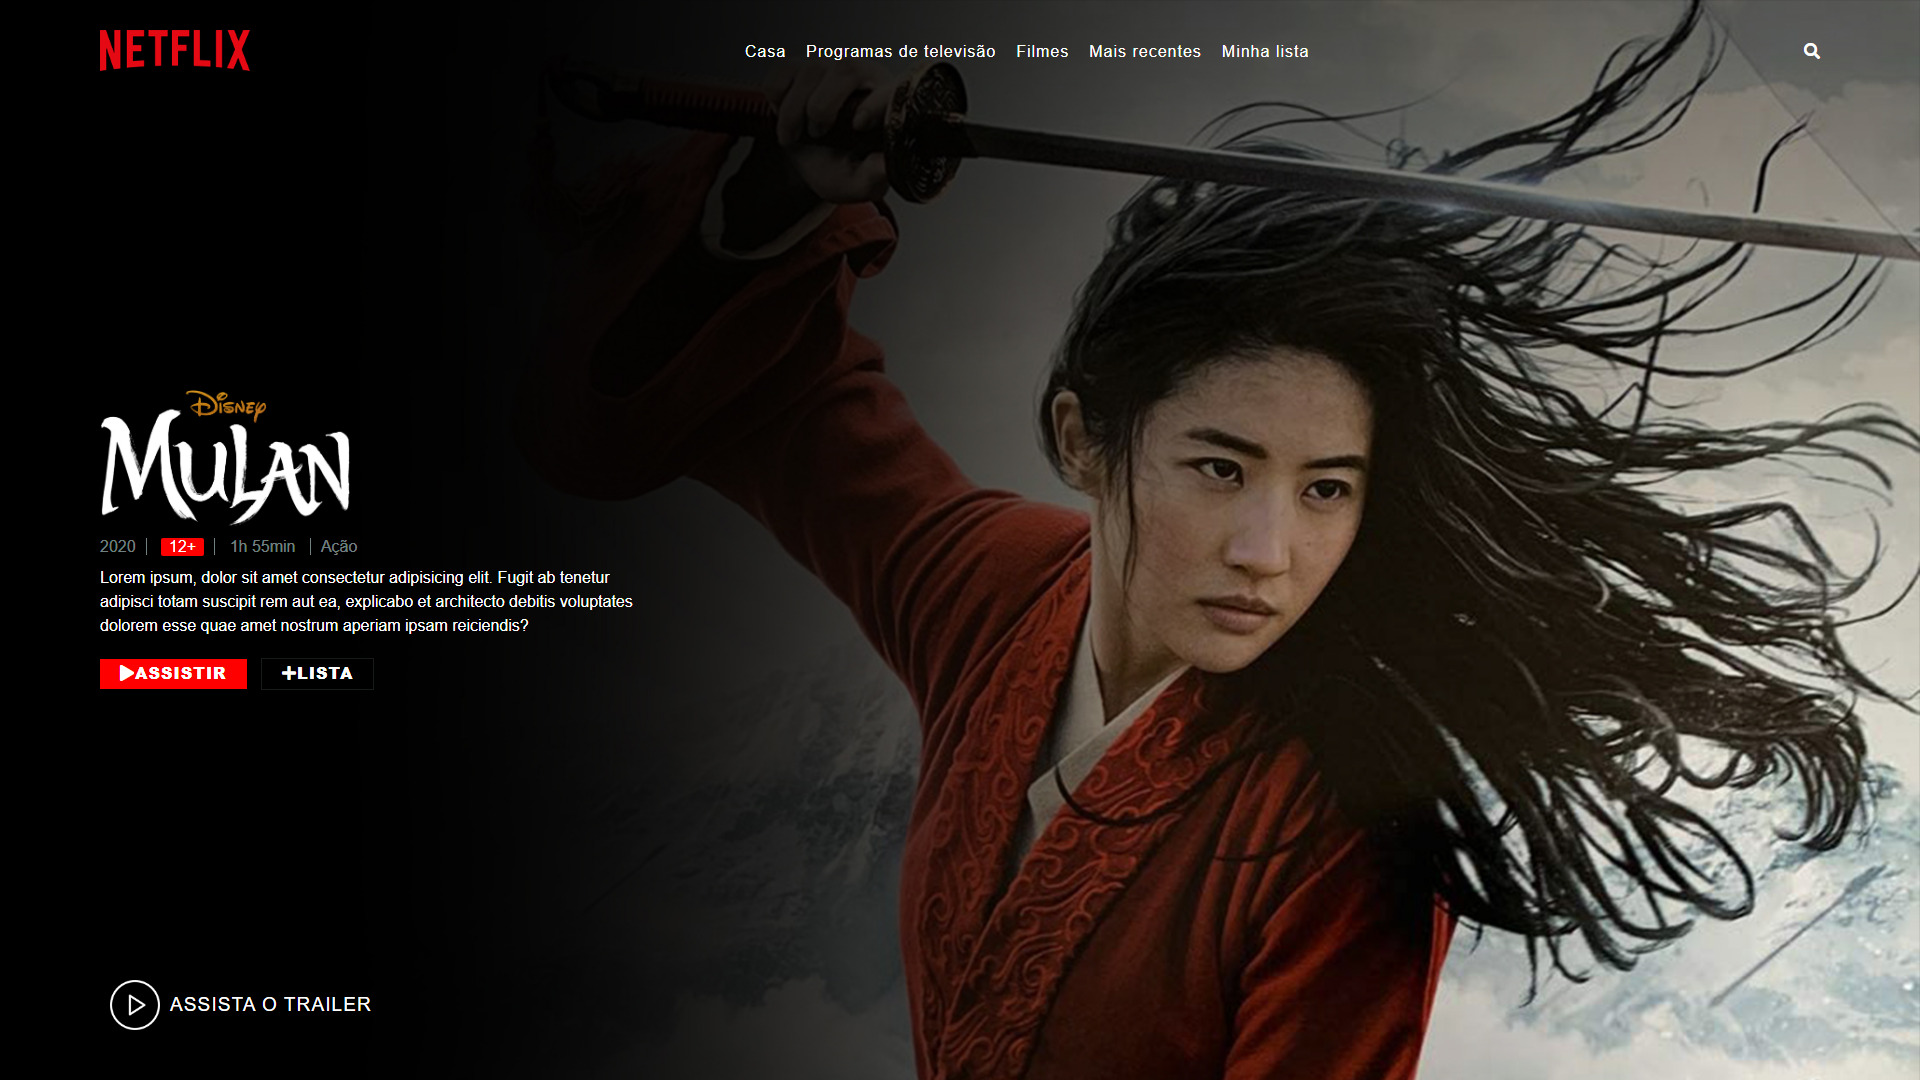 NETFLIX
Casa Programas de televisão Filmes Mais recentes Minha lista
Disney
MULAN
2020 | 12+ | 1h 55min | Ação
Lorem ipsum, dolor sit amet consectetur adipisicing elit. Fugit ab tenetur
adipisci totam suscipit rem aut ea, explicabo et architecto debitis voluptates
dolorem esse quae amet nostrum aperiam ipsam reiciendis?
ASSISTIR +LISTA
ASSISTA O TRAILER